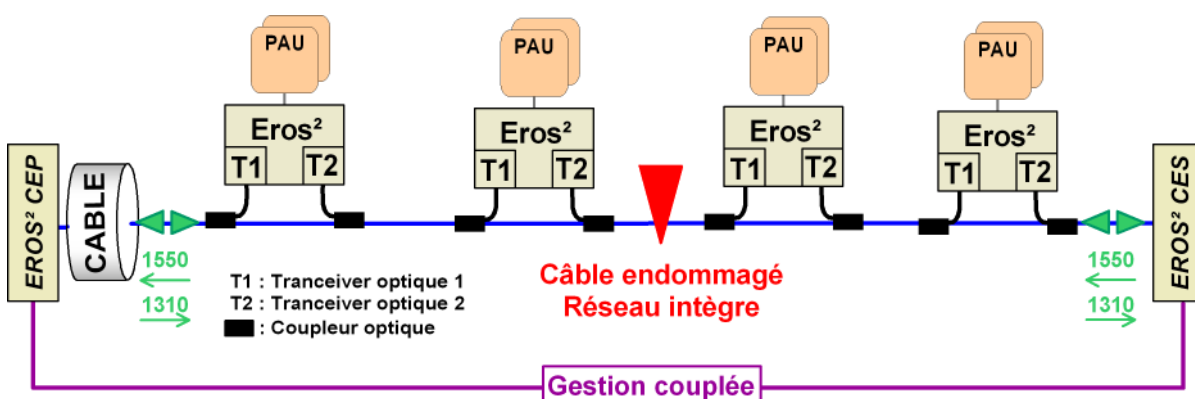 PAU
PAU
PAU
PAU
Eros²
Eros²
Eros²
Eros²
T1
T2
T1
T2
T1
T2
T1
T2
EROS² CEP
CABLE
EROS² CES
1550
1310
T1 : Tranceiver optique 1
T2 : Tranceiver optique 2
: Coupleur optique
Câble endommagé
Réseau intègre
1550
1310
Gestion couplée